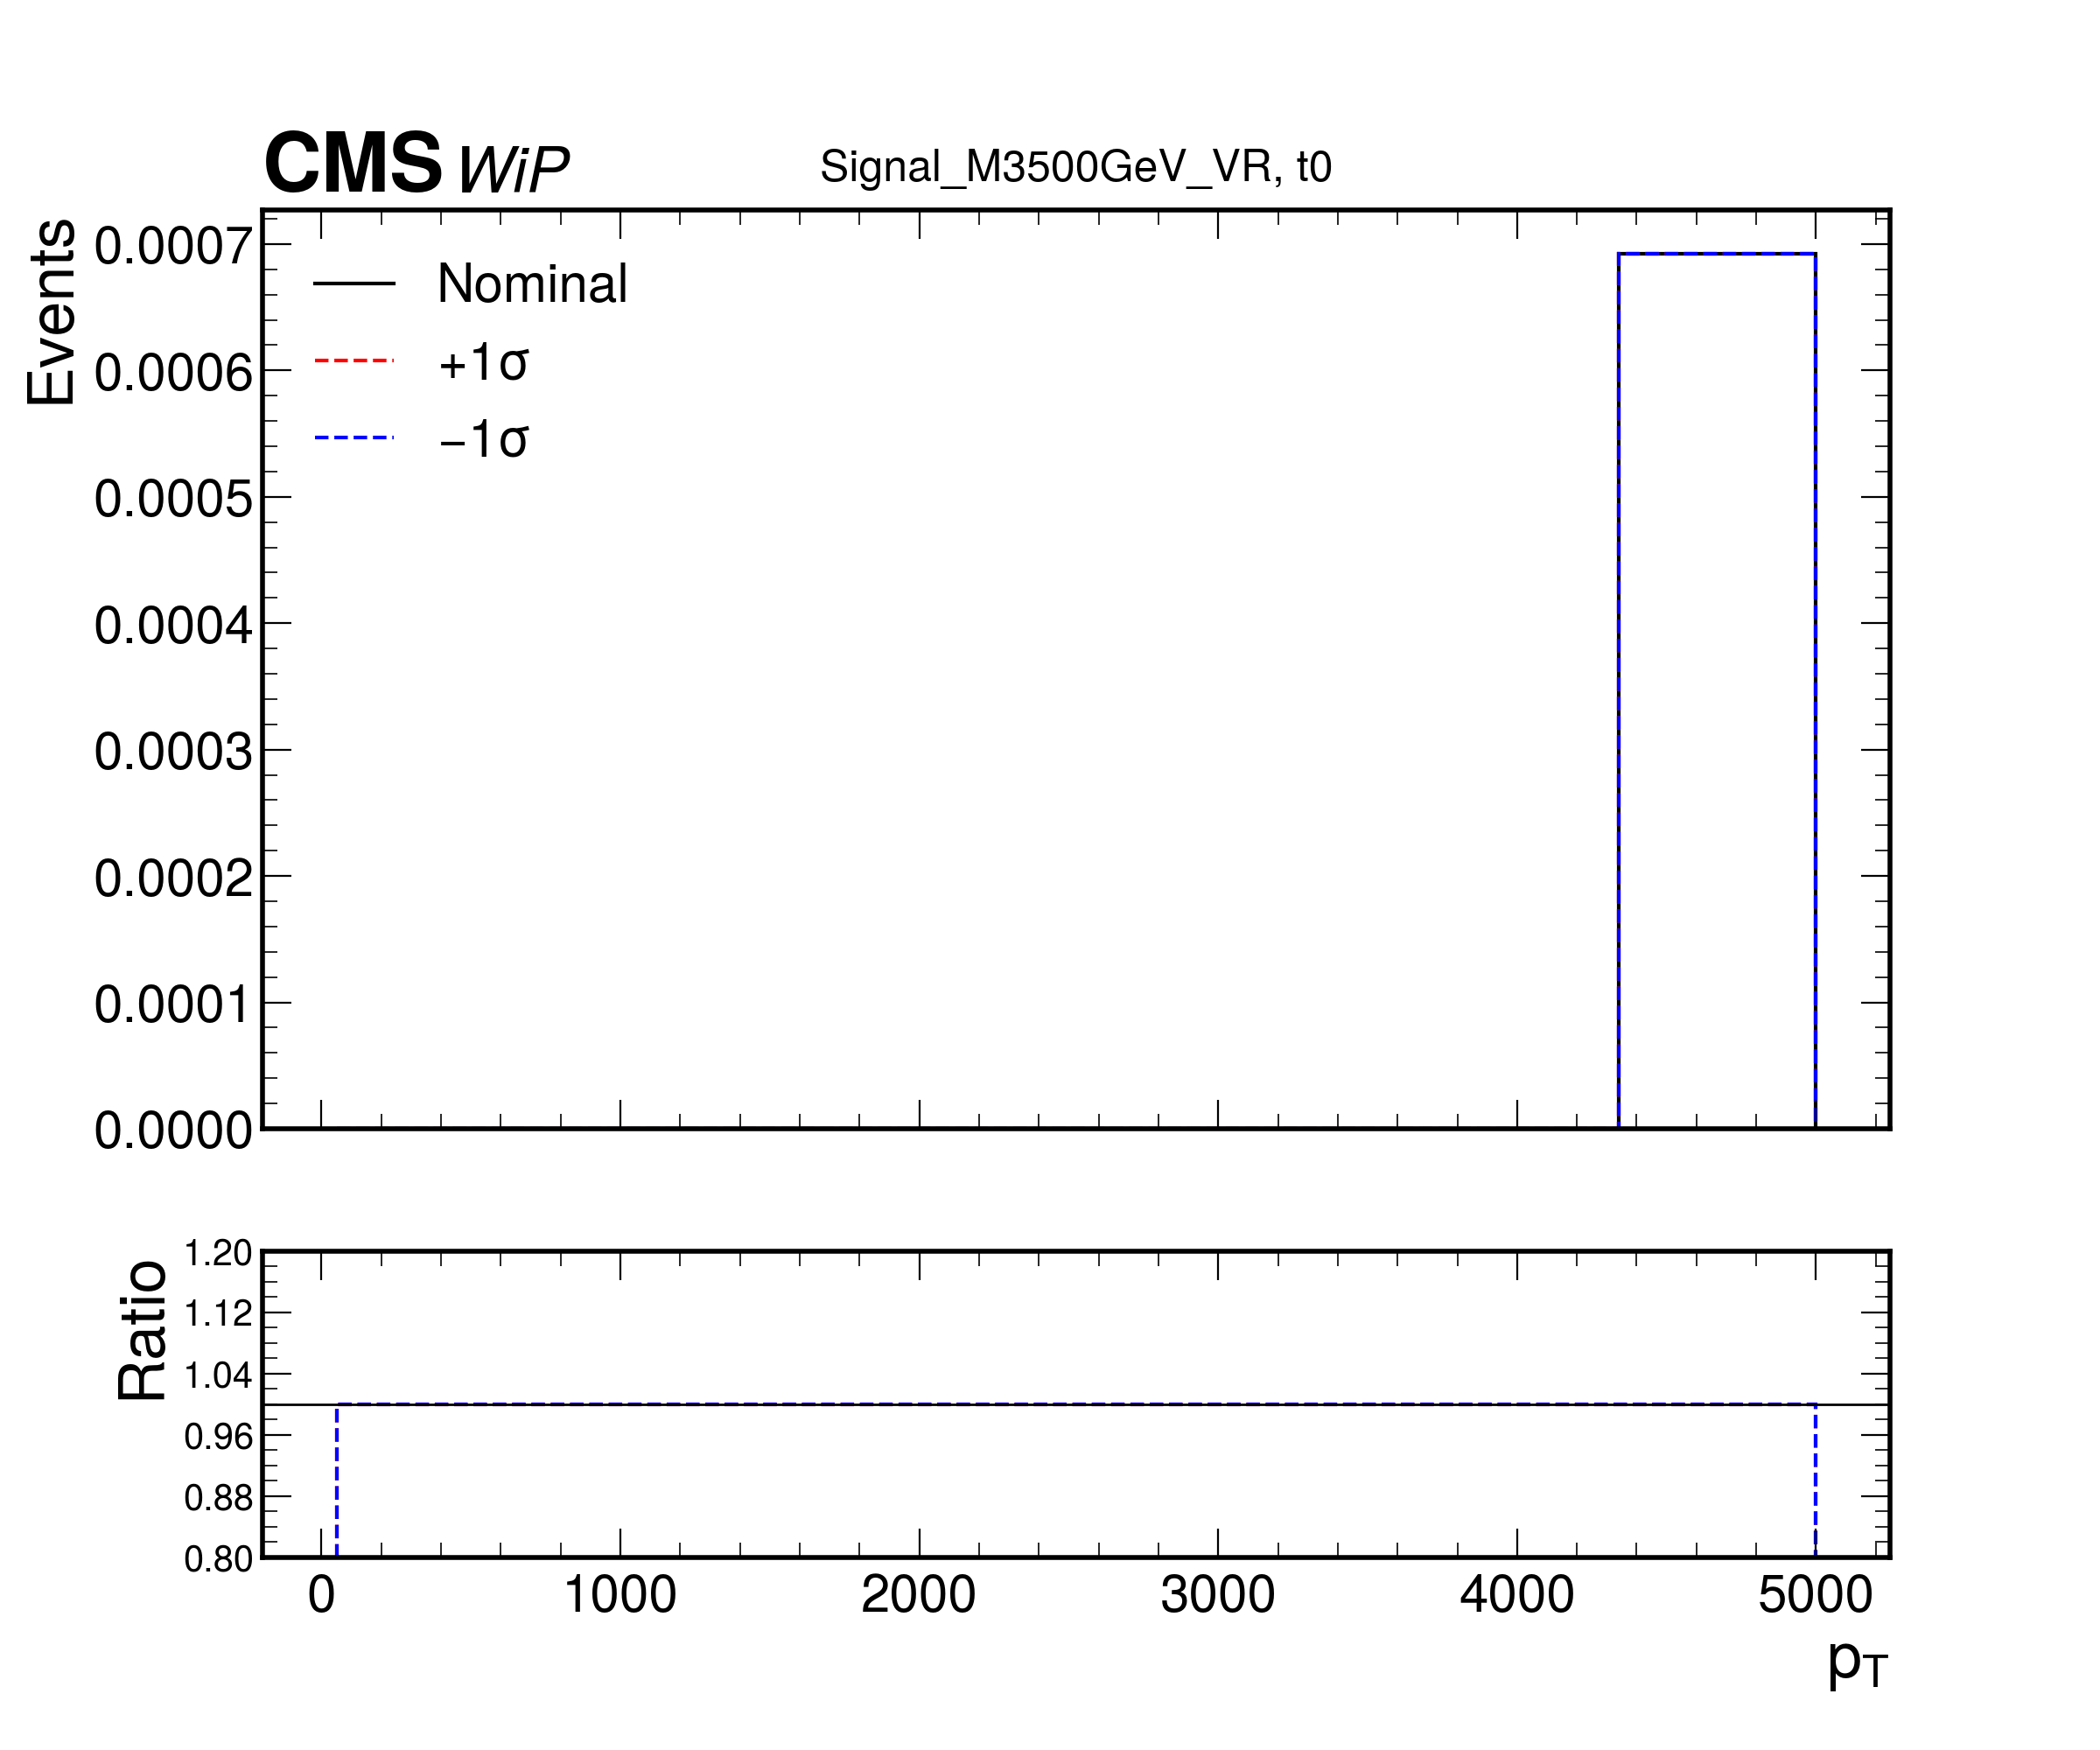 CMS WiP
Signal_M3500GeV_VR, t0
Events
0.0007
0.0006
0.0005
0.0004
0.0003
0.0002
0.0001
0.0000
Nominal
+1σ
−1σ
Ratio
1.20
1.12
1.04
0.96
0.88
0.80
0 1000 2000 3000 4000 5000
pT